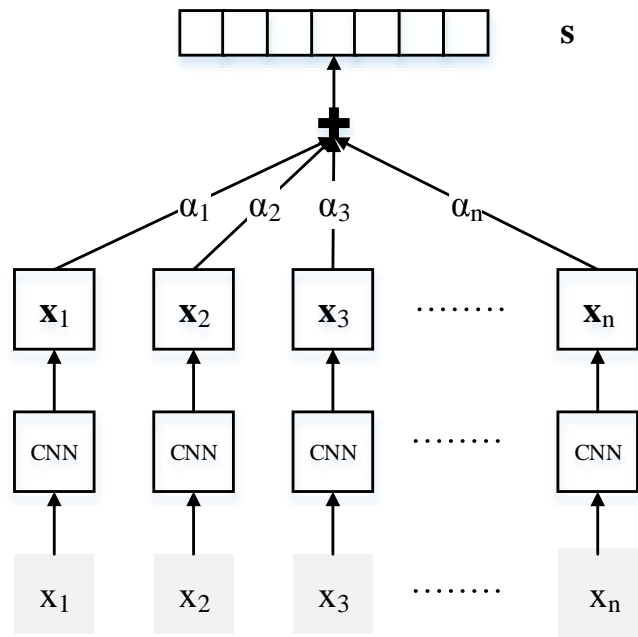 s
α₁ α₂ α₃ αₙ
x₁ x₂ x₃ ........ xₙ
CNN CNN CNN ........ CNN
x₁ x₂ x₃ ........ xₙ